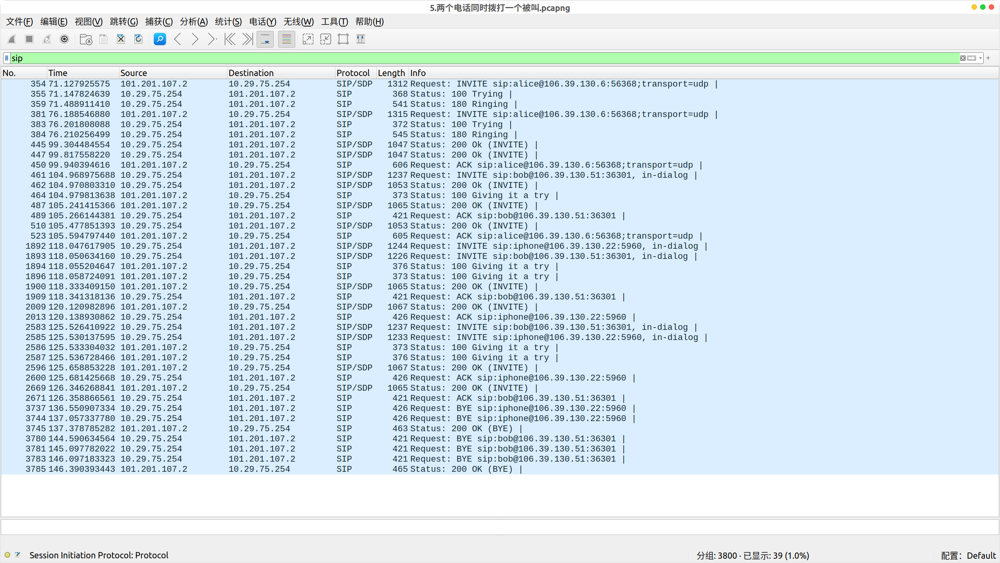 5.两个电话同时拨打一个被叫.pcapng
文件(F) 编辑(E) 视图(V) 跳转(G) 捕获(C) 分析(A) 统计(S) 电话(Y) 无线(W) 工具(T) 帮助(H)
sip
No. Time Source Destination Protocol Length Info
354 71.127925575 101.201.107.2 10.29.75.254 SIP/SDP 1312 Request: INVITE sip:alice@106.39.130.6:56368;transport=udp |
355 71.147824639 10.29.75.254 101.201.107.2 SIP 368 Status: 100 Trying |
359 71.488911410 10.29.75.254 101.201.107.2 SIP 541 Status: 180 Ringing |
381 76.188546880 101.201.107.2 10.29.75.254 SIP/SDP 1315 Request: INVITE sip:alice@106.39.130.6:56368;transport=udp |
383 76.201808088 10.29.75.254 101.201.107.2 SIP 372 Status: 100 Trying |
384 76.210256499 10.29.75.254 101.201.107.2 SIP 545 Status: 180 Ringing |
445 99.304484554 10.29.75.254 101.201.107.2 SIP/SDP 1047 Status: 200 Ok (INVITE) |
447 99.817558220 10.29.75.254 101.201.107.2 SIP/SDP 1047 Status: 200 Ok (INVITE) |
450 99.940394616 101.201.107.2 10.29.75.254 SIP 606 Request: ACK sip:alice@106.39.130.6:56368;transport=udp |
461 104.968975688 10.29.75.254 101.201.107.2 SIP/SDP 1237 Request: INVITE sip:bob@106.39.130.51:36301, in-dialog |
462 104.970803310 10.29.75.254 101.201.107.2 SIP/SDP 1053 Status: 200 Ok (INVITE) |
464 104.979813638 101.201.107.2 10.29.75.254 SIP 373 Status: 100 Giving it a try |
487 105.241415366 101.201.107.2 10.29.75.254 SIP/SDP 1065 Status: 200 OK (INVITE) |
489 105.266144381 10.29.75.254 101.201.107.2 SIP 421 Request: ACK sip:bob@106.39.130.51:36301 |
510 105.477851393 10.29.75.254 101.201.107.2 SIP/SDP 1053 Status: 200 Ok (INVITE) |
523 105.594797440 101.201.107.2 10.29.75.254 SIP 605 Request: ACK sip:alice@106.39.130.6:56368;transport=udp |
1892 118.047617905 10.29.75.254 101.201.107.2 SIP/SDP 1244 Request: INVITE sip:iphone@106.39.130.22:5960, in-dialog |
1893 118.050634160 10.29.75.254 101.201.107.2 SIP/SDP 1226 Request: INVITE sip:bob@106.39.130.51:36301, in-dialog |
1894 118.055204647 101.201.107.2 10.29.75.254 SIP 376 Status: 100 Giving it a try |
1896 118.058724091 101.201.107.2 10.29.75.254 SIP 373 Status: 100 Giving it a try |
1900 118.333409150 101.201.107.2 10.29.75.254 SIP/SDP 1065 Status: 200 OK (INVITE) |
1909 118.341318136 10.29.75.254 101.201.107.2 SIP 421 Request: ACK sip:bob@106.39.130.51:36301 |
2009 120.120982896 101.201.107.2 10.29.75.254 SIP/SDP 1067 Status: 200 OK (INVITE) |
2013 120.138930862 10.29.75.254 101.201.107.2 SIP 426 Request: ACK sip:iphone@106.39.130.22:5960 |
2583 125.526410922 10.29.75.254 101.201.107.2 SIP/SDP 1237 Request: INVITE sip:bob@106.39.130.51:36301, in-dialog |
2585 125.530137595 10.29.75.254 101.201.107.2 SIP/SDP 1233 Request: INVITE sip:iphone@106.39.130.22:5960, in-dialog |
2586 125.533304032 101.201.107.2 10.29.75.254 SIP 373 Status: 100 Giving it a try |
2587 125.536728466 101.201.107.2 10.29.75.254 SIP 376 Status: 100 Giving it a try |
2596 125.658853228 101.201.107.2 10.29.75.254 SIP/SDP 1067 Status: 200 OK (INVITE) |
2600 125.681425668 10.29.75.254 101.201.107.2 SIP 426 Request: ACK sip:iphone@106.39.130.22:5960 |
2669 126.346268841 101.201.107.2 10.29.75.254 SIP/SDP 1065 Status: 200 OK (INVITE) |
2671 126.358866561 10.29.75.254 101.201.107.2 SIP 421 Request: ACK sip:bob@106.39.130.51:36301 |
3737 136.550907334 10.29.75.254 101.201.107.2 SIP 426 Request: BYE sip:iphone@106.39.130.22:5960 |
3744 137.057337780 10.29.75.254 101.201.107.2 SIP 426 Request: BYE sip:iphone@106.39.130.22:5960 |
3745 137.378785282 101.201.107.2 10.29.75.254 SIP 463 Status: 200 OK (BYE) |
3780 144.590634564 10.29.75.254 101.201.107.2 SIP 421 Request: BYE sip:bob@106.39.130.51:36301 |
3781 145.097782022 10.29.75.254 101.201.107.2 SIP 421 Request: BYE sip:bob@106.39.130.51:36301 |
3783 146.097183323 10.29.75.254 101.201.107.2 SIP 421 Request: BYE sip:bob@106.39.130.51:36301 |
3785 146.390393443 101.201.107.2 10.29.75.254 SIP 465 Status: 200 OK (BYE) |
Session Initiation Protocol: Protocol 分组: 3800 · 已显示: 39 (1.0%) 配置： Default